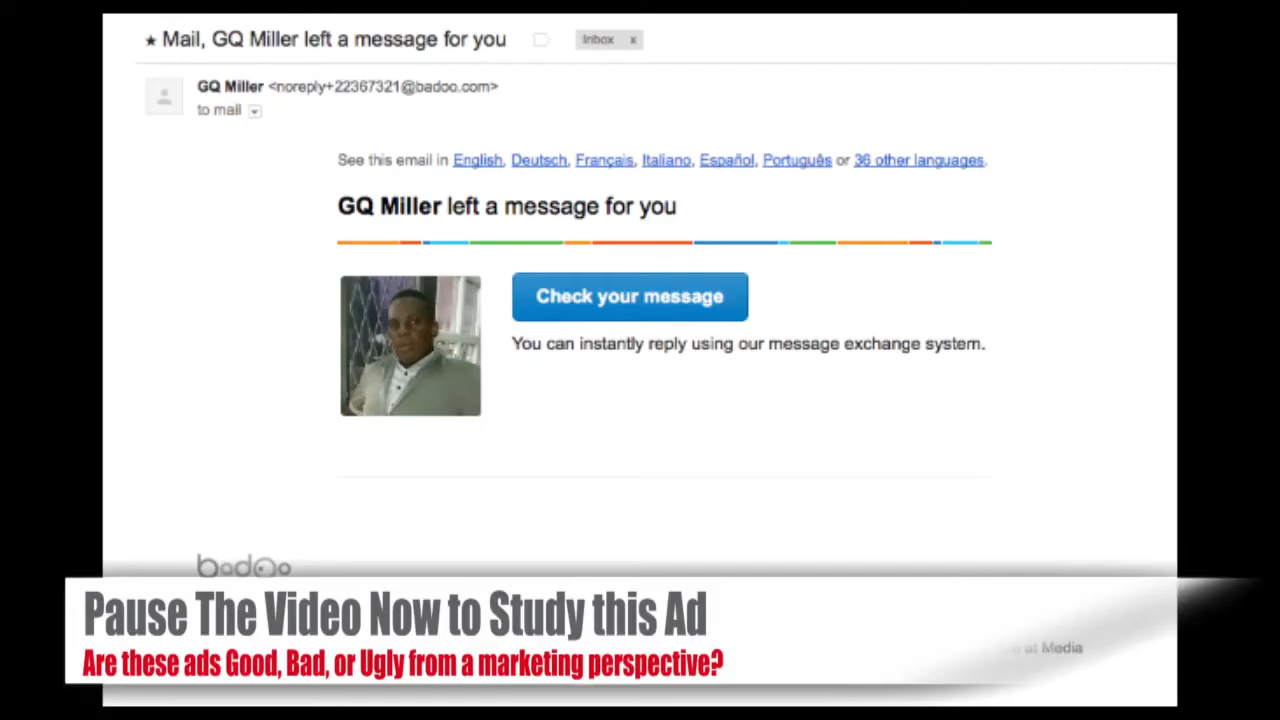 ★ Mail, GQ Miller left a message for you Inbox x
GQ Miller <noreply+22367321@badoo.com>
to mail
See this email in English, Deutsch, Français, Italiano, Español, Português or 36 other languages.
GQ Miller left a message for you
Check your message
You can instantly reply using our message exchange system.
badoo
Pause The Video Now to Study this Ad
at Media
Are these ads Good, Bad, or Ugly from a marketing perspective?